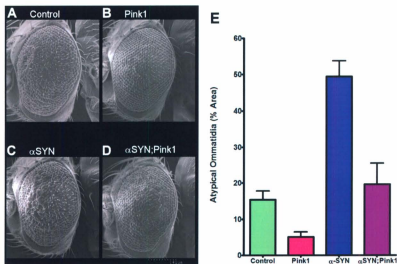 A Control
B Pink1
C αSYN
D αSYN;Pink1
E
Atypical Ommatidia (% Area)
60
50
40
30
20
10
0
Control Pink1 α-SYN αSYN;Pink1